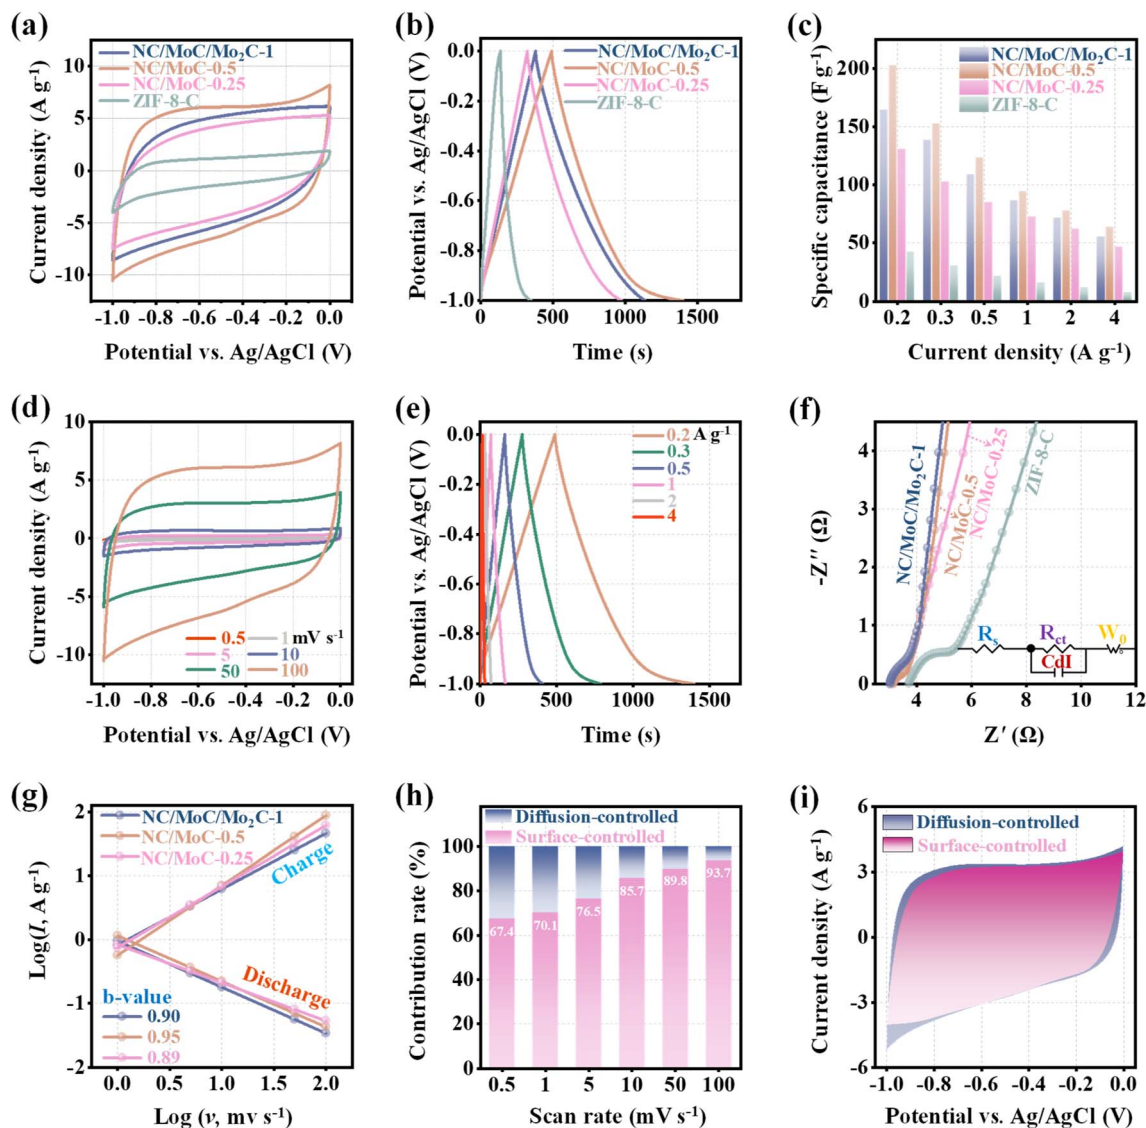 (a)
NC/MoC/Mo₂C-1
NC/MoC-0.5
NC/MoC-0.25
ZIF-8-C
10
5
0
-5
-10
Current density (A g⁻¹)
-1.0 -0.8 -0.6 -0.4 -0.2 0.0
Potential vs. Ag/AgCl (V)
(b)
NC/MoC/Mo₂C-1
NC/MoC-0.5
NC/MoC-0.25
ZIF-8-C
0.0
-0.2
-0.4
-0.6
-0.8
-1.0
Potential vs. Ag/AgCl (V)
0 500 1000 1500
Time (s)
(c)
NC/MoC/Mo₂C-1
NC/MoC-0.5
NC/MoC-0.25
ZIF-8-C
200
150
100
50
0
Specific capacitance (F g⁻¹)
0.2 0.3 0.5 1 2 4
Current density (A g⁻¹)
(d)
10
5
0
-5
-10
Current density (A g⁻¹)
0.5 1 mV s⁻¹
5 10
50 100
-1.0 -0.8 -0.6 -0.4 -0.2 0.0
Potential vs. Ag/AgCl (V)
(e)
0.0
-0.2
-0.4
-0.6
-0.8
-1.0
Potential vs. Ag/AgCl (V)
0.2 A g⁻¹
0.3
0.5
1
2
4
0 500 1000 1500
Time (s)
(f)
4
3
2
1
0
-Z'' (Ω)
NC/MoC/Mo₂C-1
NC/MoC-0.5
NC/MoC-0.25
ZIF-8-C
Rs
Rct
CdI
W₀
4 6 8 10 12
Z' (Ω)
(g)
NC/MoC/Mo₂C-1
NC/MoC-0.5
NC/MoC-0.25
2
1
0
-1
-2
Log(I, A g⁻¹)
Charge
Discharge
b-value
0.90
0.95
0.89
0.0 0.5 1.0 1.5 2.0
Log (v, mv s⁻¹)
(h)
Diffusion-controlled
Surface-controlled
100
80
60
40
20
0
Contribution rate (%)
67.4 70.1 76.5 85.7 89.8 93.7
0.5 1 5 10 50 100
Scan rate (mV s⁻¹)
(i)
Diffusion-controlled
Surface-controlled
6
3
0
-3
-6
Current density (A g⁻¹)
-1.0 -0.8 -0.6 -0.4 -0.2 0.0
Potential vs. Ag/AgCl (V)